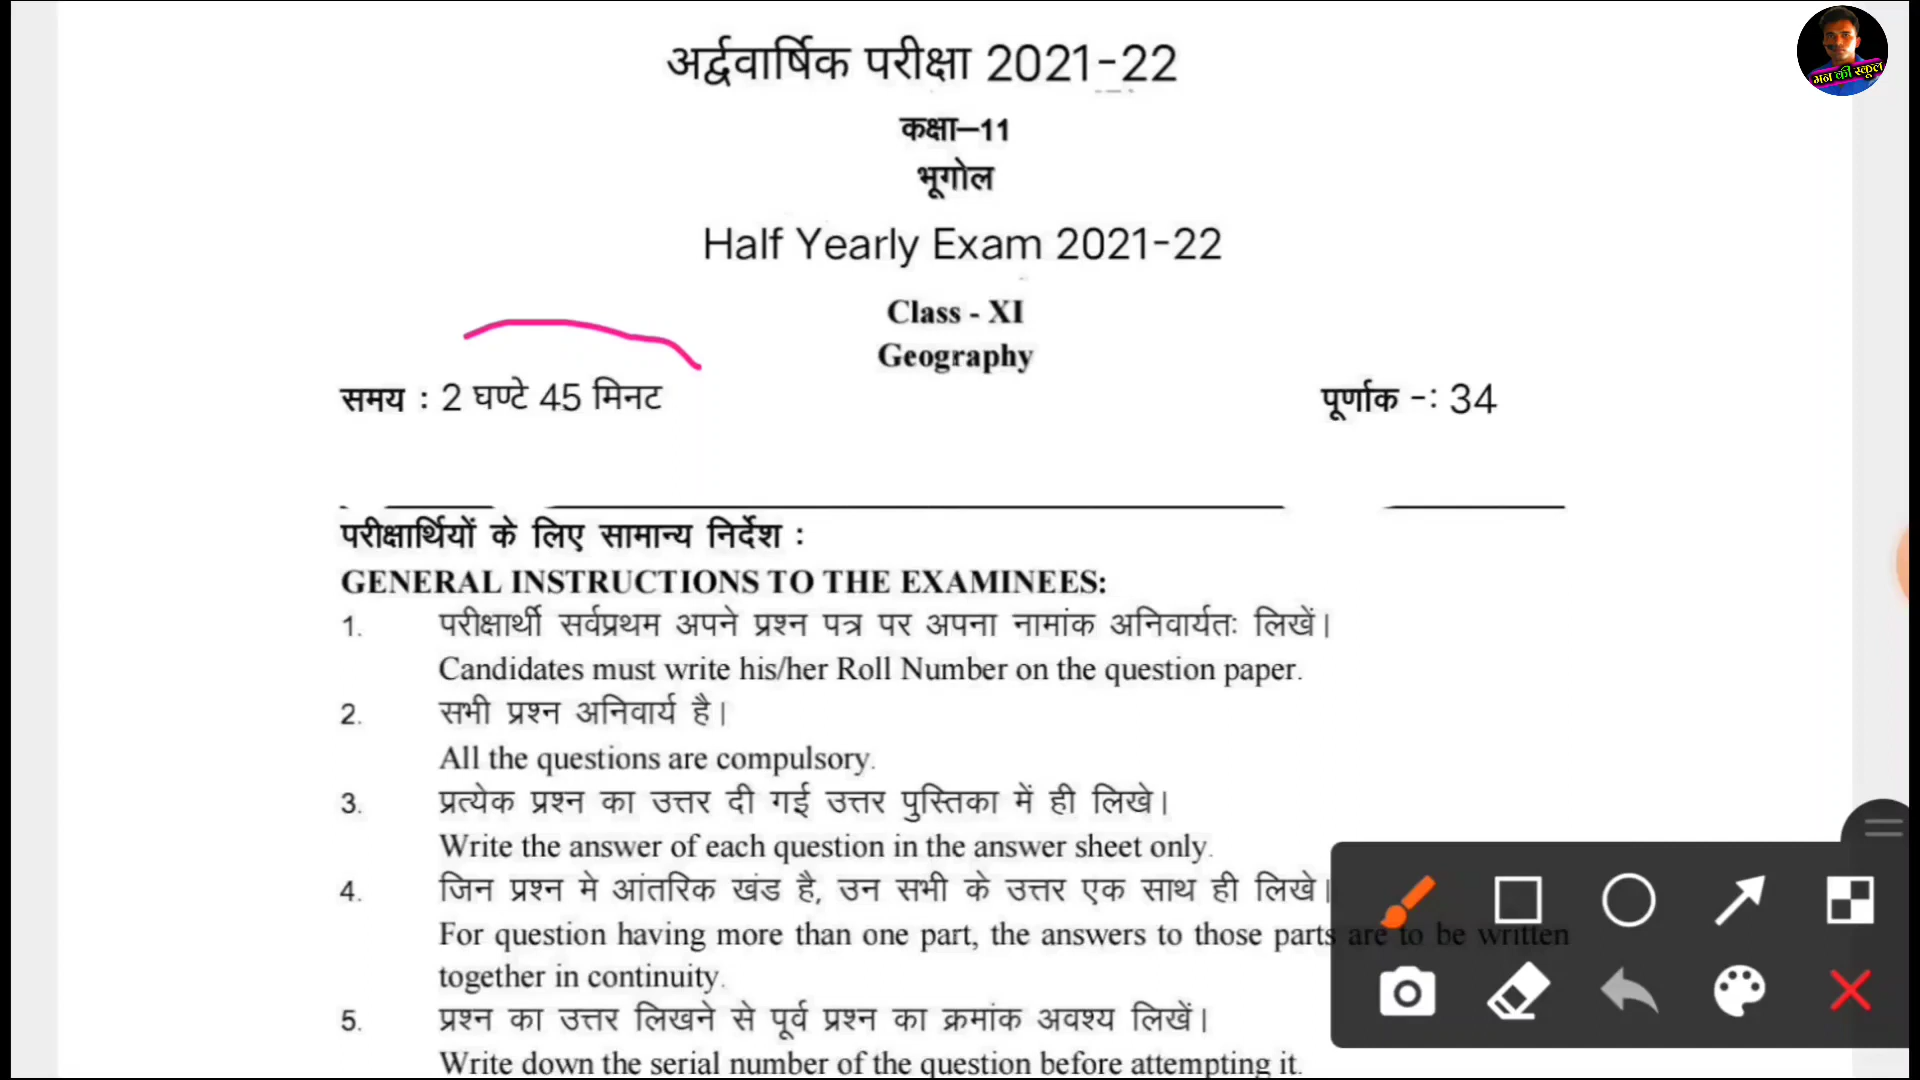 अर्द्ववार्षिक परीक्षा 2021-22
मन की स्कूल
कक्षा–11
भूगोल
Half Yearly Exam 2021-22
Class - XI
Geography
समय : 2 घण्टे 45 मिनट पूर्णाक -: 34
परीक्षार्थियों के लिए सामान्य निर्देश :
GENERAL INSTRUCTIONS TO THE EXAMINEES:
1. परीक्षार्थी सर्वप्रथम अपने प्रश्न पत्र पर अपना नामांक अनिवार्यतः लिखें।
Candidates must write his/her Roll Number on the question paper.
2. सभी प्रश्न अनिवार्य है।
All the questions are compulsory.
3. प्रत्येक प्रश्न का उत्तर दी गई उत्तर पुस्तिका में ही लिखे।
Write the answer of each question in the answer sheet only.
4. जिन प्रश्न मे आंतरिक खंड है, उन सभी के उत्तर एक साथ ही लिखे।
For question having more than one part, the answers to those parts are to be written
together in continuity.
5. प्रश्न का उत्तर लिखने से पूर्व प्रश्न का क्रमांक अवश्य लिखें।
Write down the serial number of the question before attempting it.